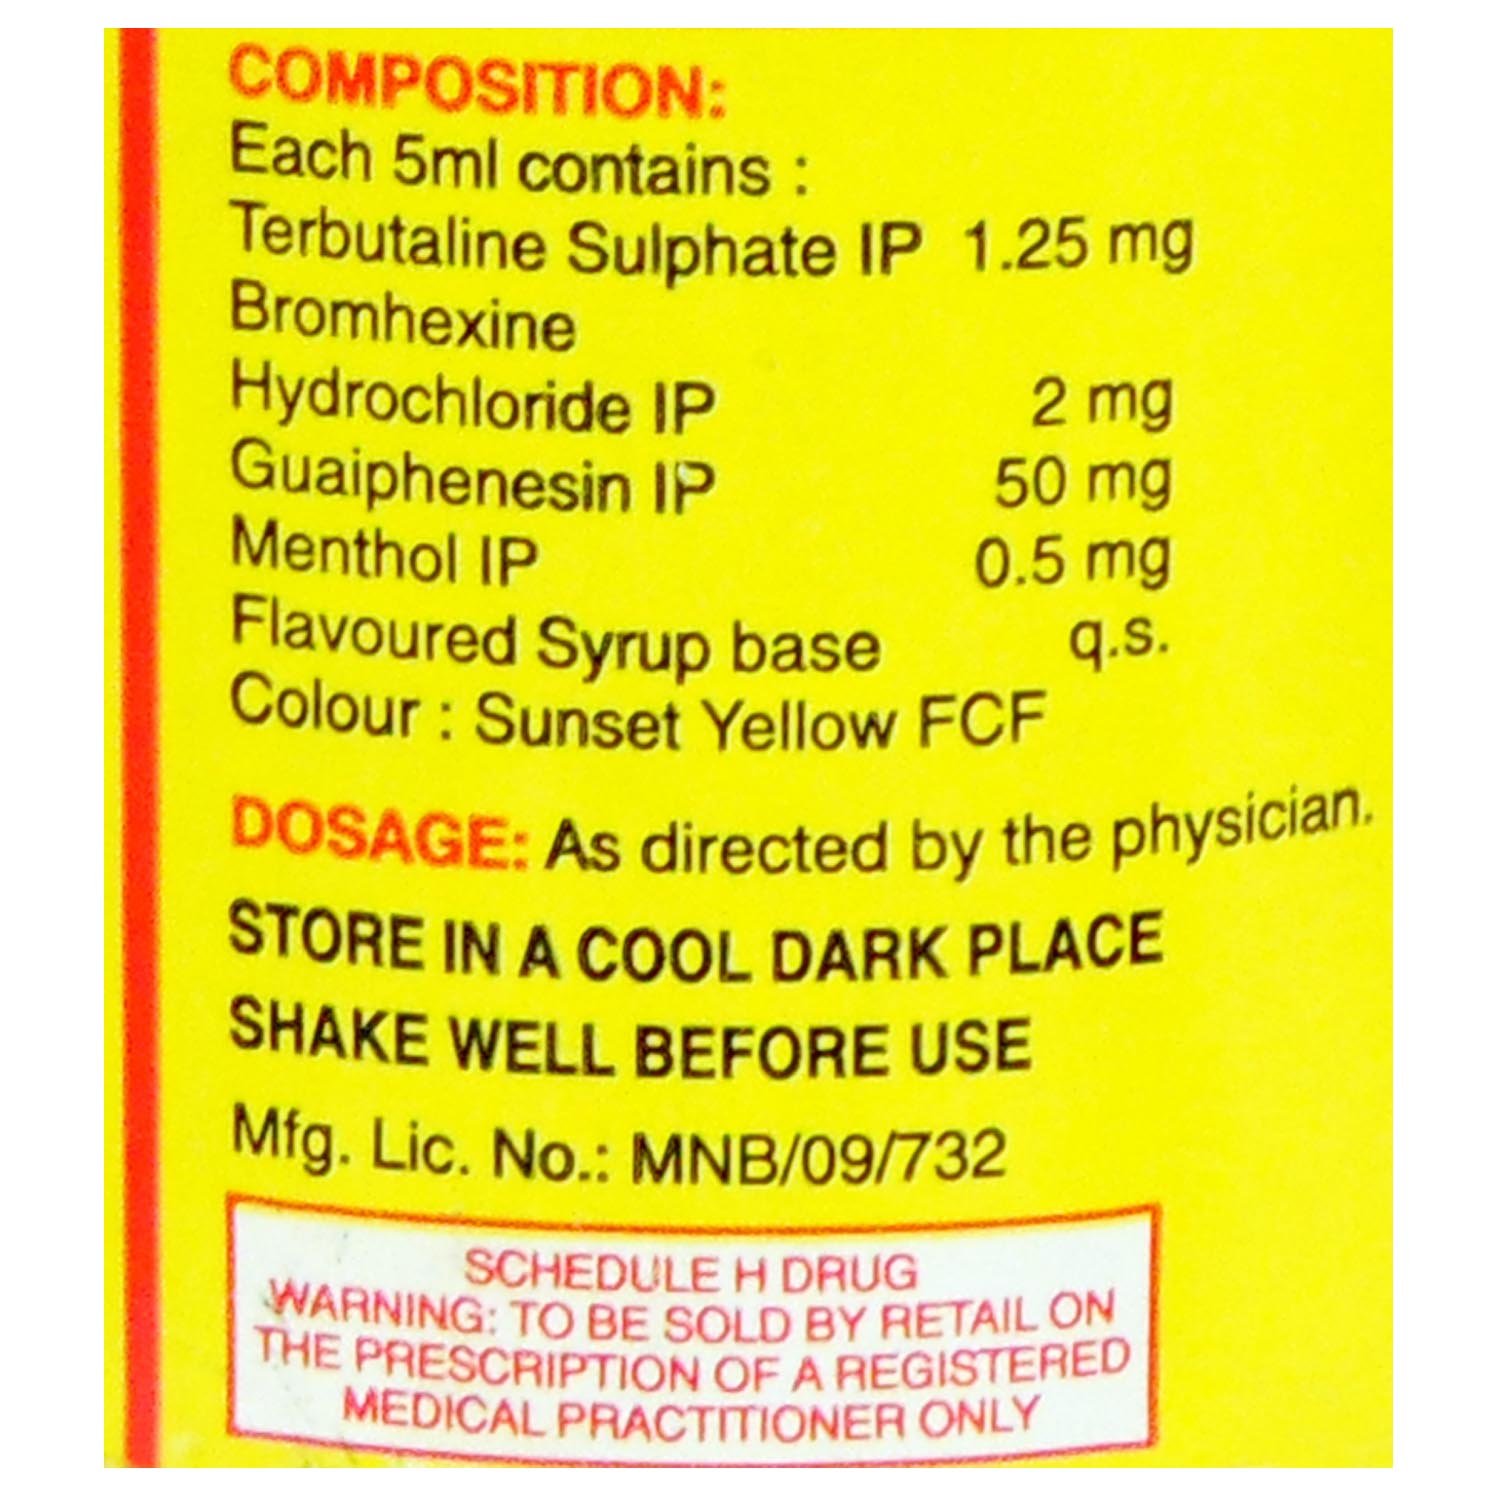 COMPOSITION:
Each 5ml contains :
Terbutaline Sulphate IP 1.25 mg
Bromhexine
Hydrochloride IP 2 mg
Guaiphenesin IP 50 mg
Menthol IP 0.5 mg
Flavoured Syrup base q.s.
Colour : Sunset Yellow FCF
DOSAGE: As directed by the physician.
STORE IN A COOL DARK PLACE
SHAKE WELL BEFORE USE
Mfg. Lic. No.: MNB/09/732
SCHEDULE H DRUG
WARNING: TO BE SOLD BY RETAIL ON
THE PRESCRIPTION OF A REGISTERED
MEDICAL PRACTITIONER ONLY